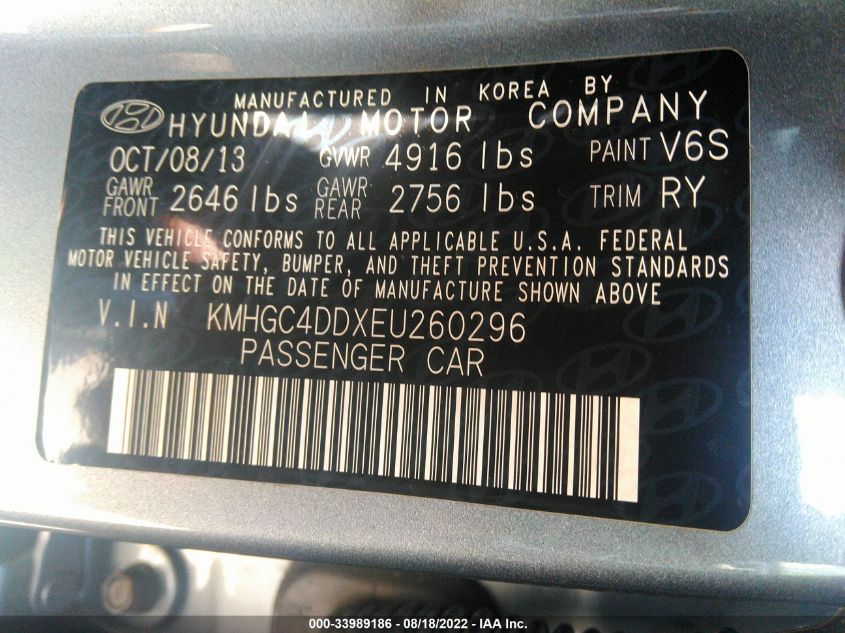 MANUFACTURED IN KOREA BY
HYUNDAI MOTOR COMPANY
OCT/08/13 GVWR 4916 lbs PAINT V6S
GAWR FRONT 2646 lbs GAWR REAR 2756 lbs TRIM RY
THIS VEHICLE CONFORMS TO ALL APPLICABLE U.S.A. FEDERAL
MOTOR VEHICLE SAFETY, BUMPER, AND THEFT PREVENTION STANDARDS
IN EFFECT ON THE DATE OF MANUFACTURE SHOWN ABOVE
V.I.N KMHGC4DDXEU260296
PASSENGER CAR
000-33989186 - 08/18/2022 - IAA Inc.